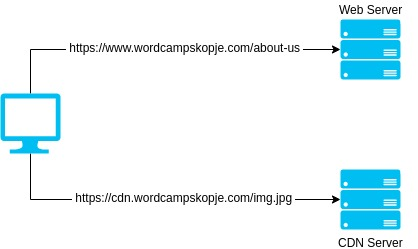 Web Server
https://www.wordcampskopje.com/about-us
https://cdn.wordcampskopje.com/img.jpg
CDN Server